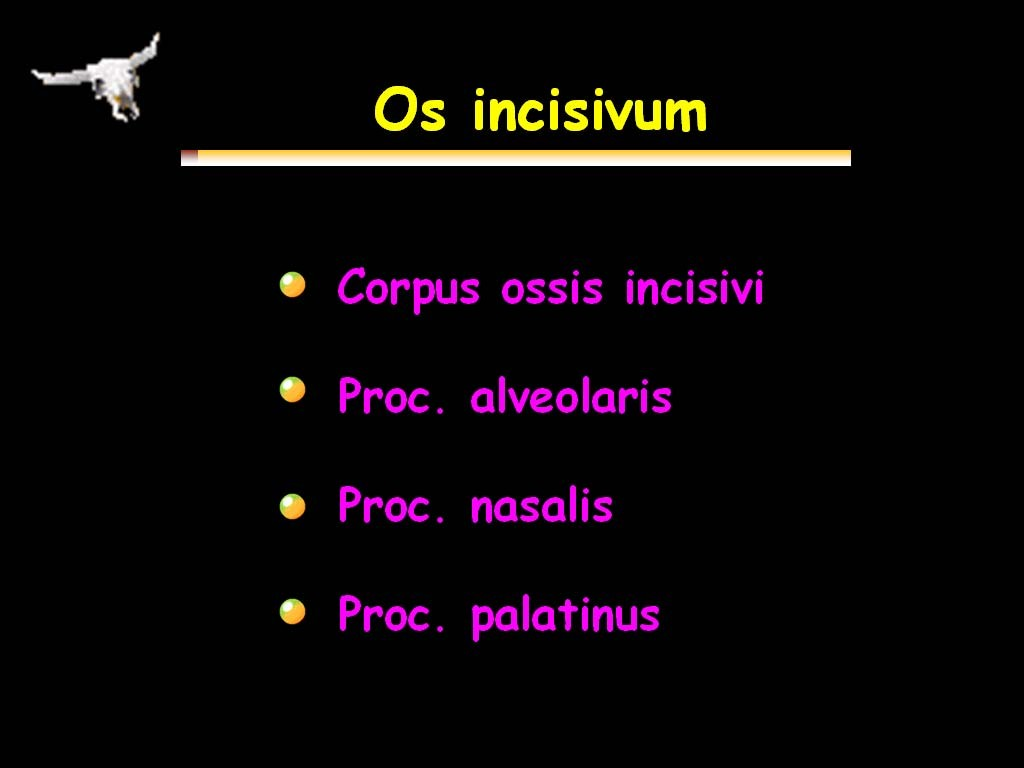 Os incisivum
Corpus ossis incisivi
Proc. alveolaris
Proc. nasalis
Proc. palatinus